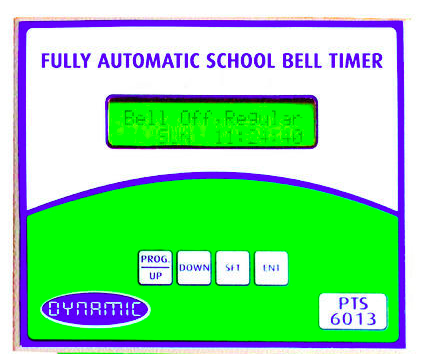 FULLY AUTOMATIC SCHOOL BELL TIMER
Bell Off,Regular
SUN 11:24:40
PROG.
UP
DOWN
SFT
ENT
DYNAMIC
PTS
6013